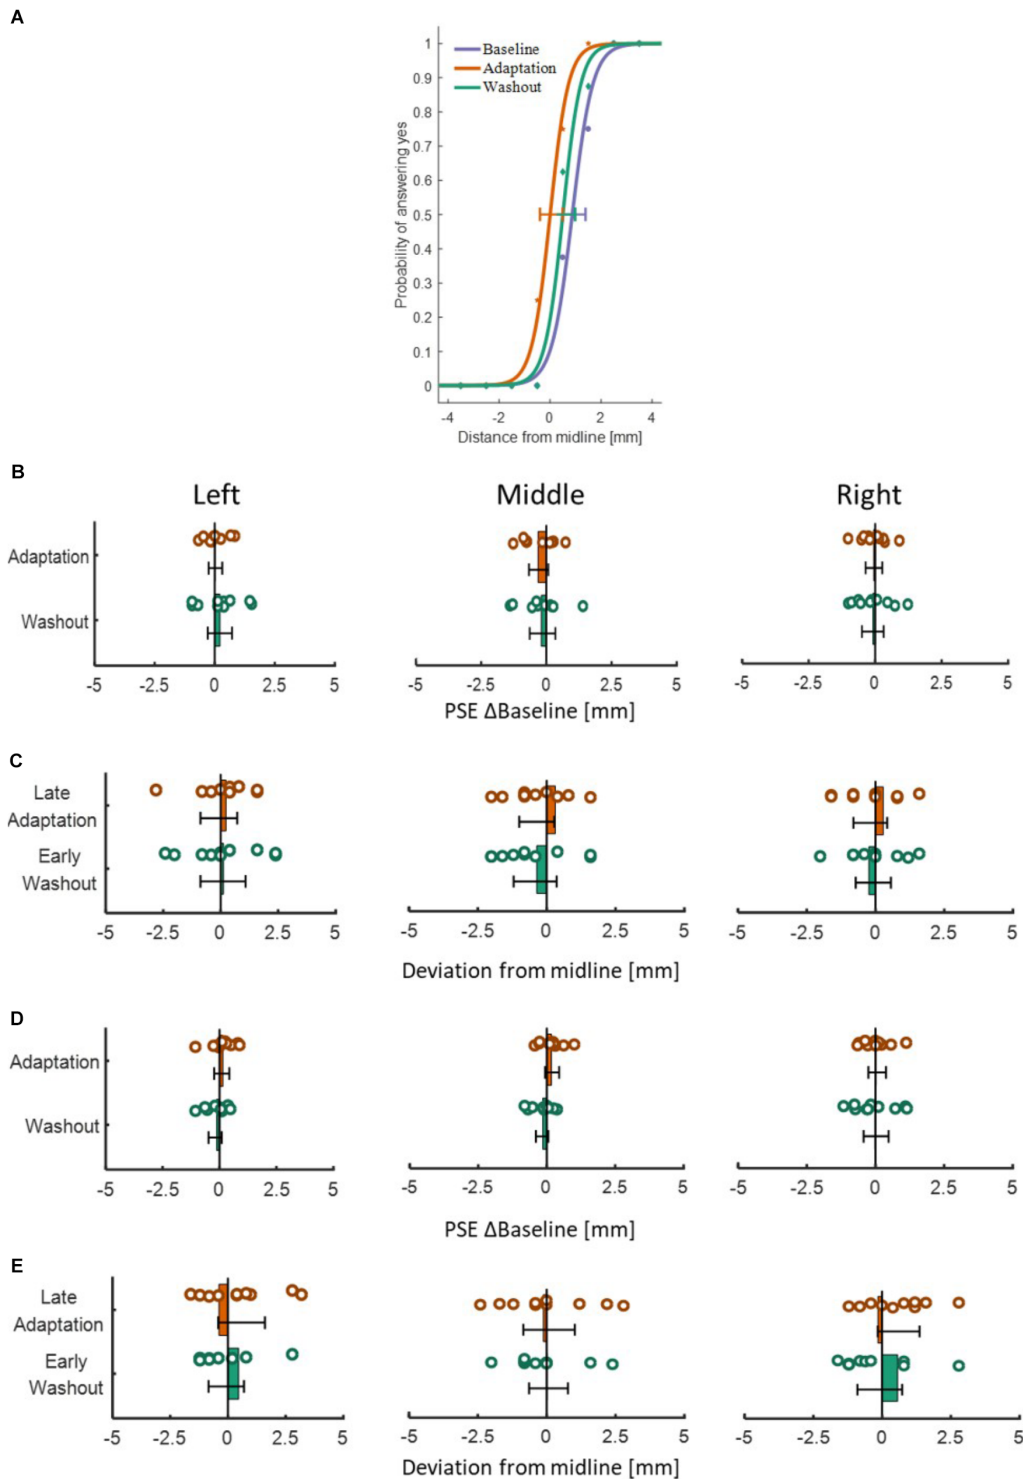 A
Baseline
Adaptation
Washout
Probability of answering yes
1
0.9
0.8
0.7
0.6
0.5
0.4
0.3
0.2
0.1
0
-4 -2 0 2 4
Distance from midline [mm]
B
Left Middle Right
Adaptation
Washout
-5 -2.5 0 2.5 5 -5 -2.5 0 2.5 5 -5 -2.5 0 2.5 5
PSE ΔBaseline [mm]
C
Late
Adaptation
Early
Washout
-5 -2.5 0 2.5 5 -5 -2.5 0 2.5 5 -5 -2.5 0 2.5 5
Deviation from midline [mm]
D
Adaptation
Washout
-5 -2.5 0 2.5 5 -5 -2.5 0 2.5 5 -5 -2.5 0 2.5 5
PSE ΔBaseline [mm]
E
Late
Adaptation
Early
Washout
-5 -2.5 0 2.5 5 -5 -2.5 0 2.5 5 -5 -2.5 0 2.5 5
Deviation from midline [mm]